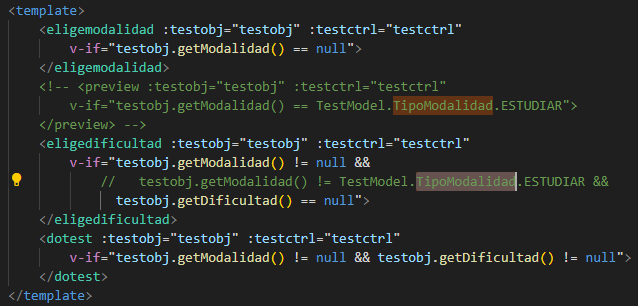 <template>
<eligemodalidad :testobj="testobj" :testctrl="testctrl"
v-if="testobj.getModalidad() == null">
</eligemodalidad>
<!-- <preview :testobj="testobj" :testctrl="testctrl"
v-if="testobj.getModalidad() == TestModel.TipoModalidad.ESTUDIAR">
</preview> -->
<eligedificultad :testobj="testobj" :testctrl="testctrl"
v-if="testobj.getModalidad() != null &&
// testobj.getModalidad() != TestModel.TipoModalidad.ESTUDIAR &&
testobj.getDificultad() == null">
</eligedificultad>
<dotest :testobj="testobj" :testctrl="testctrl"
v-if="testobj.getModalidad() != null && testobj.getDificultad() != null">
</dotest>
</template>